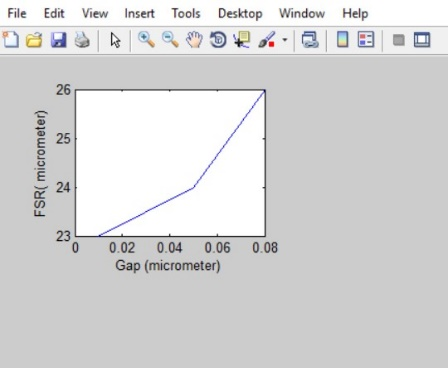 File Edit View Insert Tools Desktop Window Help
26
25
24
23
FSR( micrometer)
0 0.02 0.04 0.06 0.08
Gap (micrometer)